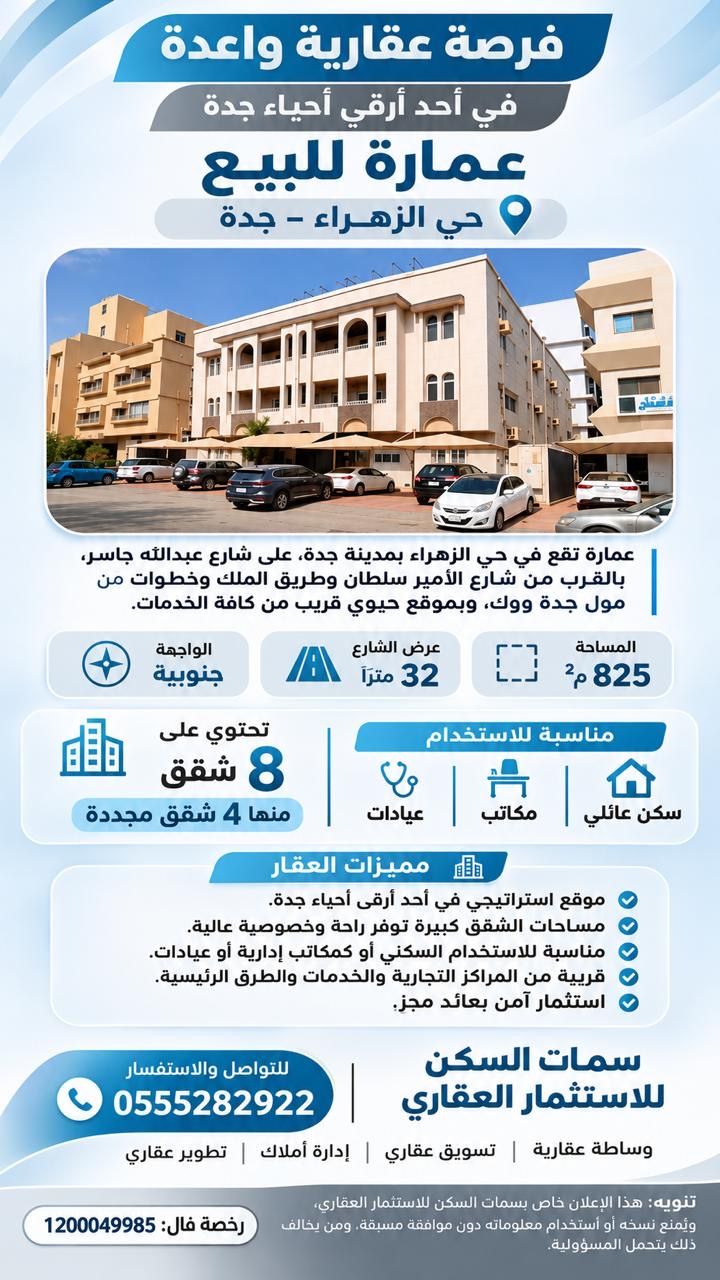 فرصة عقارية واعدة
في أحد أرقي أحياء جدة
عمارة للبيع
حي الزهراء – جدة
عمارة تقع في حي الزهراء بمدينة جدة، على شارع عبدالله جاسر،
بالقرب من شارع الأمير سلطان وطريق الملك وخطوات من
مول جدة ووك، وبموقع حيوي قريب من كافة الخدمات.
المساحة
825 م²
عرض الشارع
32 مترًا
الواجهة
جنوبية
مناسبة للاستخدام
سكن عائلي
مكاتب
عيادات
تحتوي على
8 شقق
منها 4 شقق مجددة
مميزات العقار
موقع استراتيجي في أحد أرقى أحياء جدة.
مساحات الشقق كبيرة توفر راحة وخصوصية عالية.
مناسبة للاستخدام السكني أو كمكاتب إدارية أو عيادات.
قريبة من المراكز التجارية والخدمات والطرق الرئيسية.
استثمار آمن بعائد مجز.
سمات السكن
للاستثمار العقاري
للتواصل والاستفسار
0555282922
وساطة عقارية | تسويق عقاري | إدارة أملاك | تطوير عقاري
تنويه: هذا الإعلان خاص بسمات السكن للاستثمار العقاري،
ويُمنع نسخه أو أستخدام معلوماته دون موافقة مسبقة. ومن يخالف
ذلك يتحمل المسؤولية.
رخصة فال: 1200049985